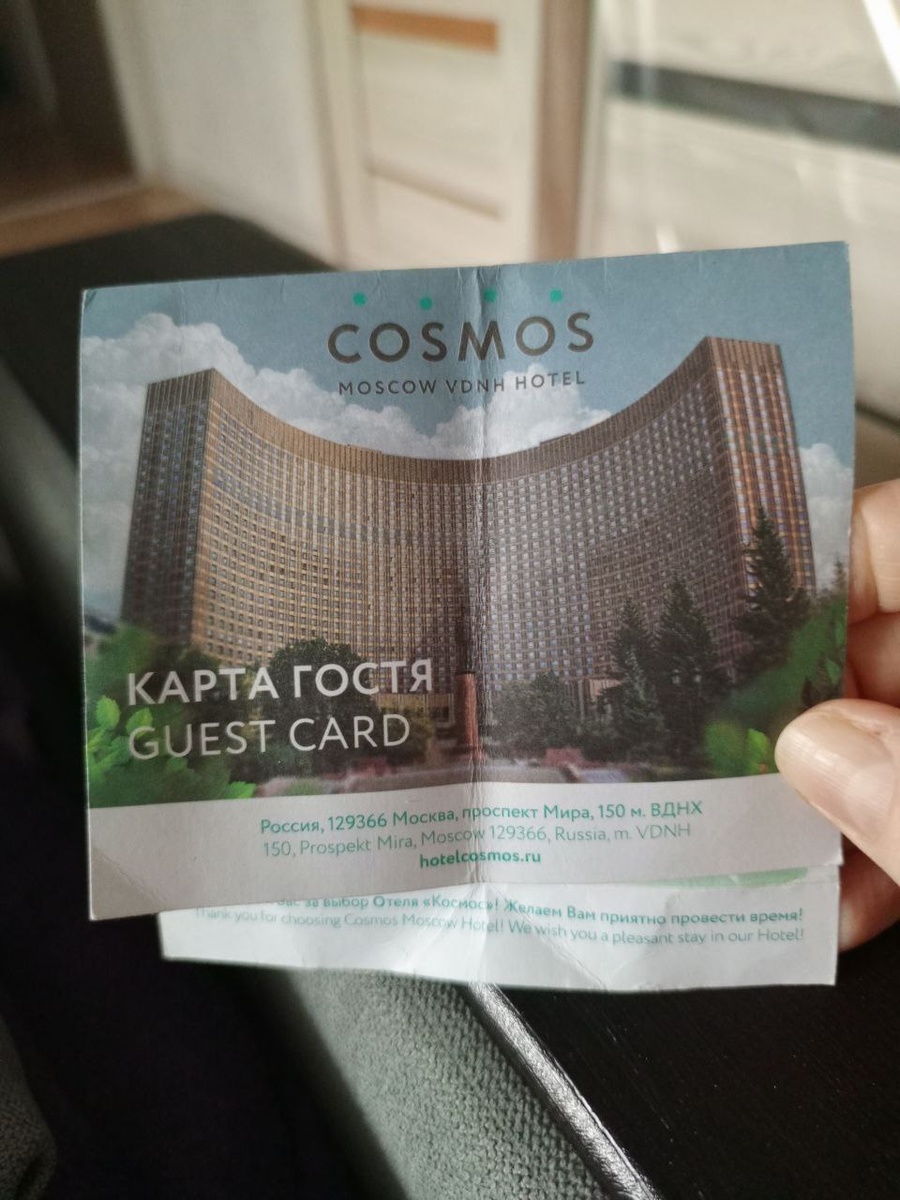 COSMOS
MOSCOW VDNH HOTEL
КАРТА ГОСТЯ
GUEST CARD
Россия, 129366 Москва, проспект Мира, 150 м. ВДНХ
150, Prospekt Mira, Moscow 129366, Russia, m. VDNH
hotelcosmos.ru
Вас за выбор Отеля «Космос»! Желаем Вам приятно провести время!
Thank you for choosing Cosmos Moscow Hotel! We wish you a pleasant stay in our Hotel!